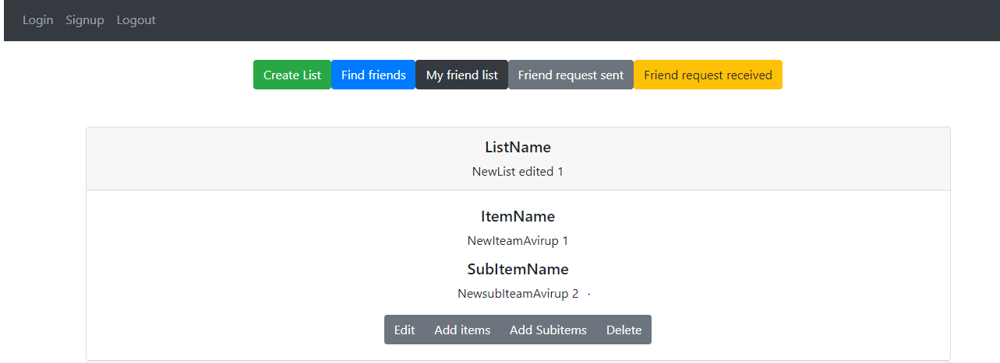 Login Signup Logout
Create List Find friends My friend list Friend request sent Friend request received
ListName
NewList edited 1
ItemName
NewIteamAvirup 1
SubItemName
NewsubIteamAvirup 2 ·
Edit Add items Add Subitems Delete